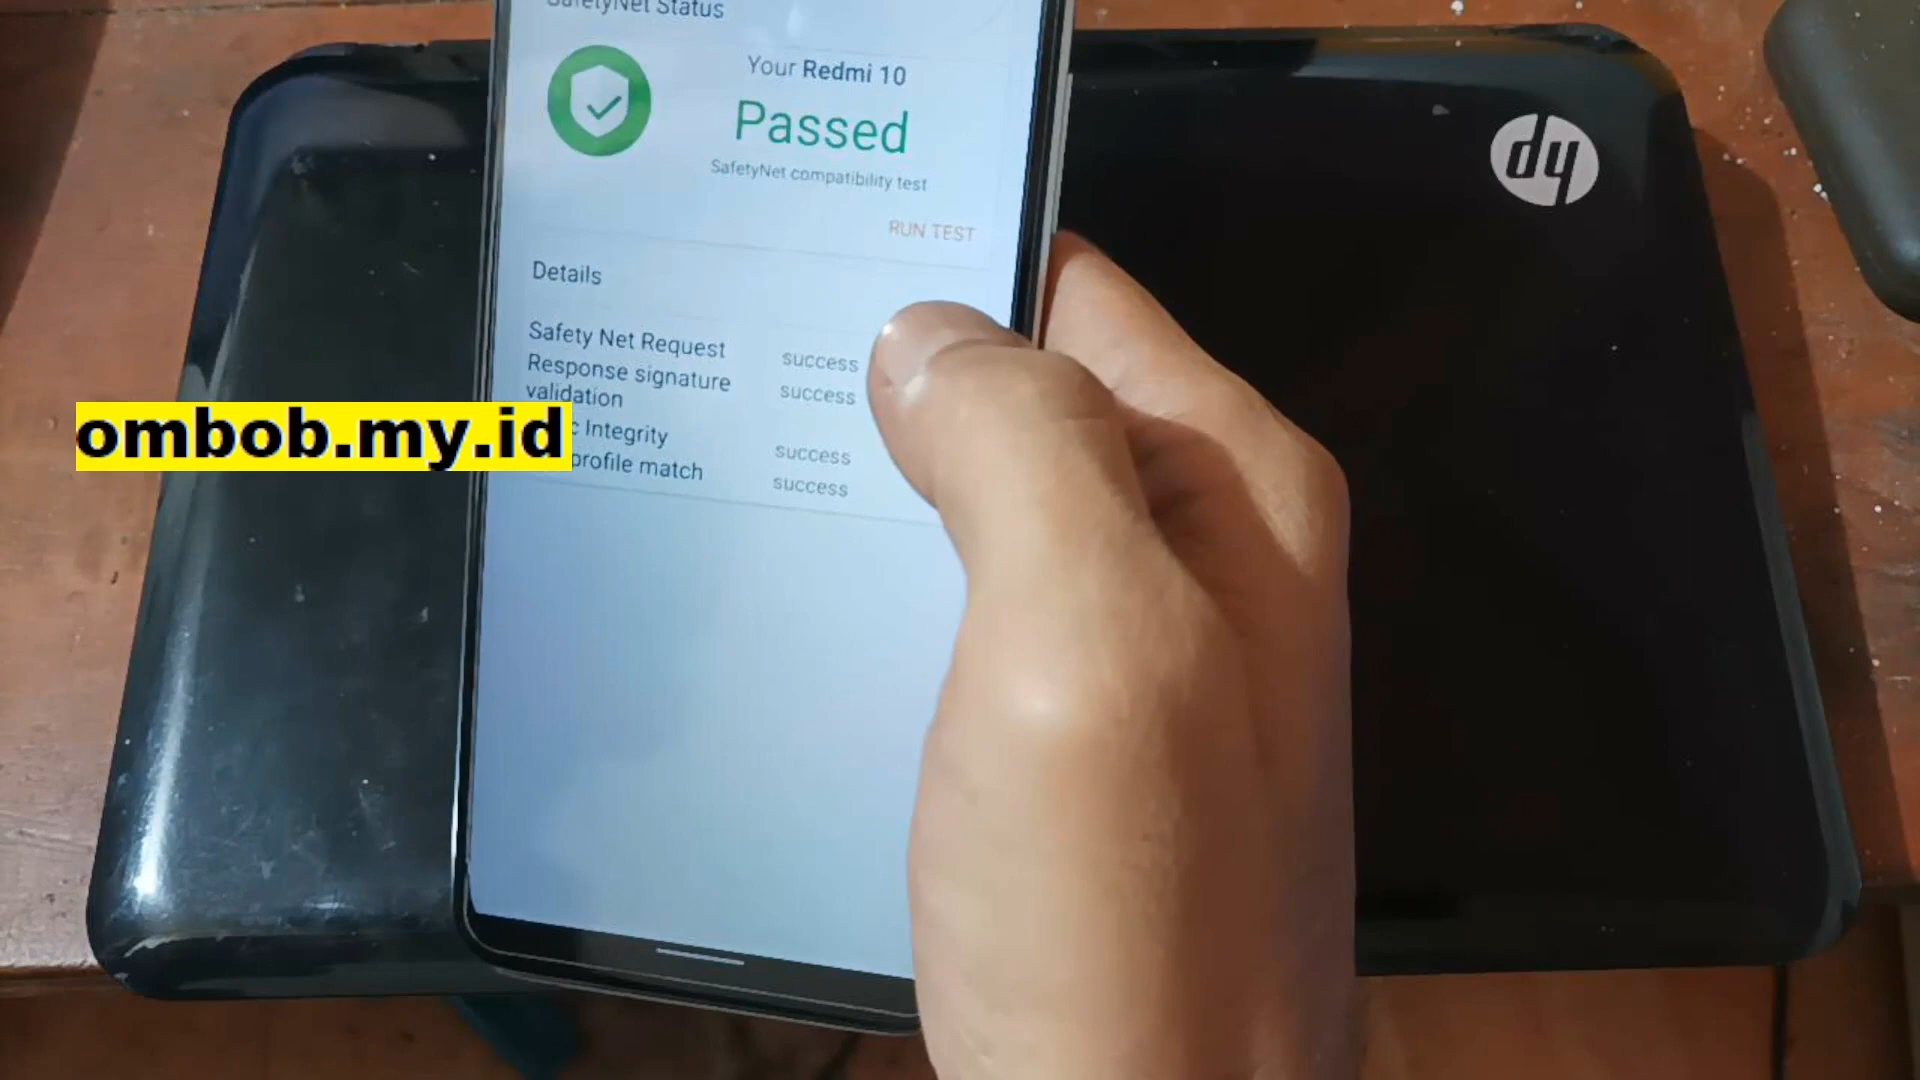 SafetyNet Status
Your Redmi 10
Passed
SafetyNet compatibility test
RUN TEST
Details
Safety Net Request success
Response signature success
validation
Integrity success
profile match success
ombob.my.id
hp